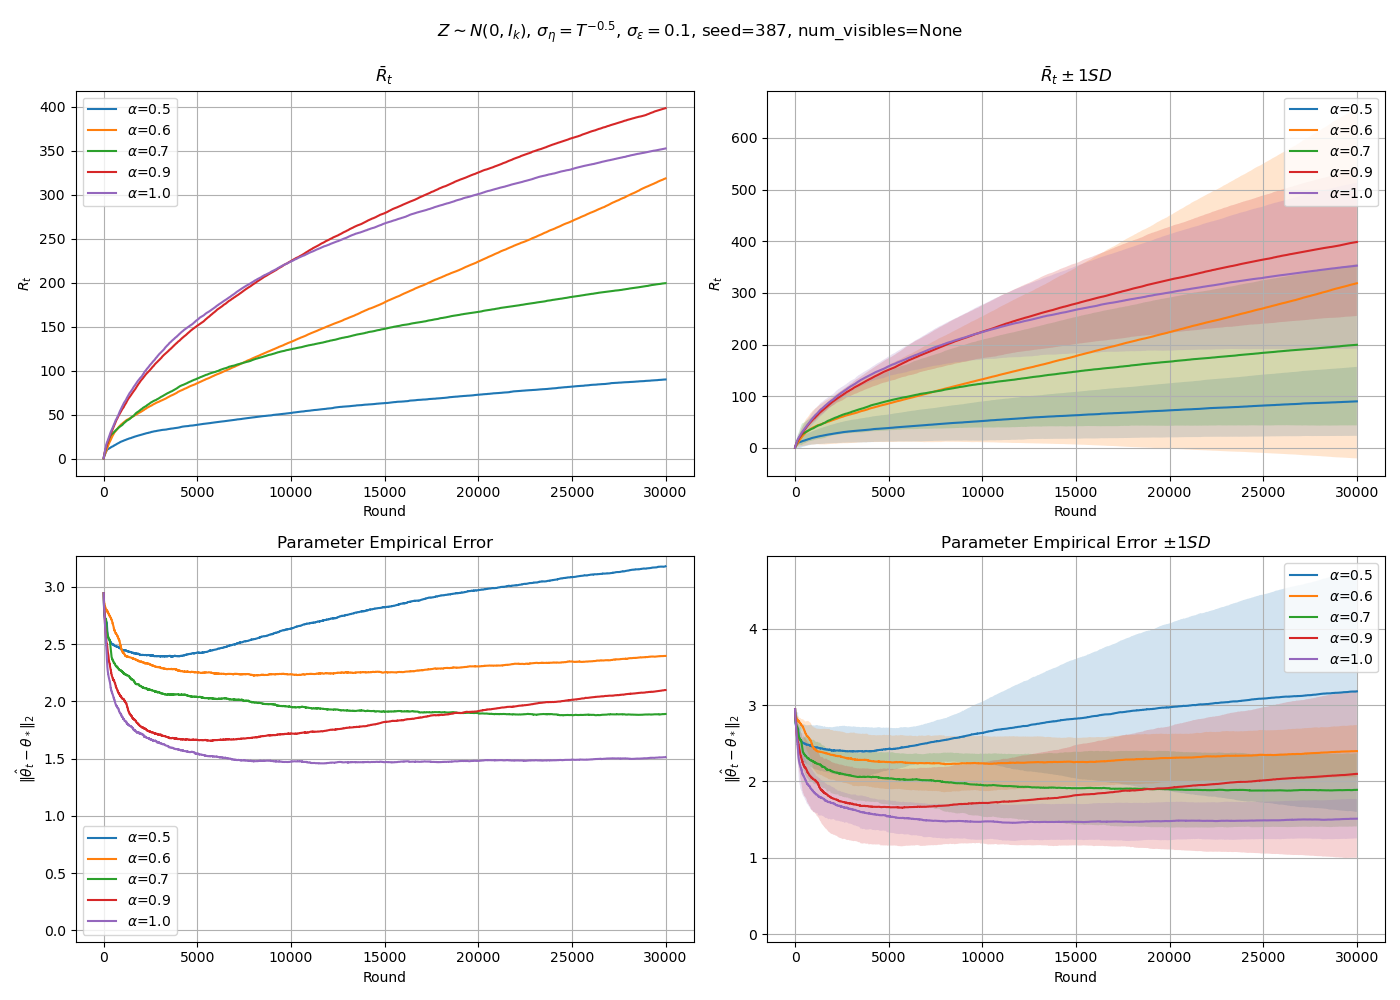 Z ~ N(0, I_k), σ_η = T^{-0.5}, σ_ε = 0.1, seed=387, num_visibles=None
R̄_t
R_t
400
350
300
250
200
150
100
50
0
α=0.5
α=0.6
α=0.7
α=0.9
α=1.0
0 5000 10000 15000 20000 25000 30000
Round
R̄_t ± 1SD
R̄_t
600
500
400
300
200
100
0
α=0.5
α=0.6
α=0.7
α=0.9
α=1.0
0 5000 10000 15000 20000 25000 30000
Round
Parameter Empirical Error
‖θ̂_t − θ_*‖_2
3.0
2.5
2.0
1.5
1.0
0.5
0.0
α=0.5
α=0.6
α=0.7
α=0.9
α=1.0
0 5000 10000 15000 20000 25000 30000
Round
Parameter Empirical Error ±1SD
‖θ̂_t − θ_*‖_2
4
3
2
1
0
α=0.5
α=0.6
α=0.7
α=0.9
α=1.0
0 5000 10000 15000 20000 25000 30000
Round